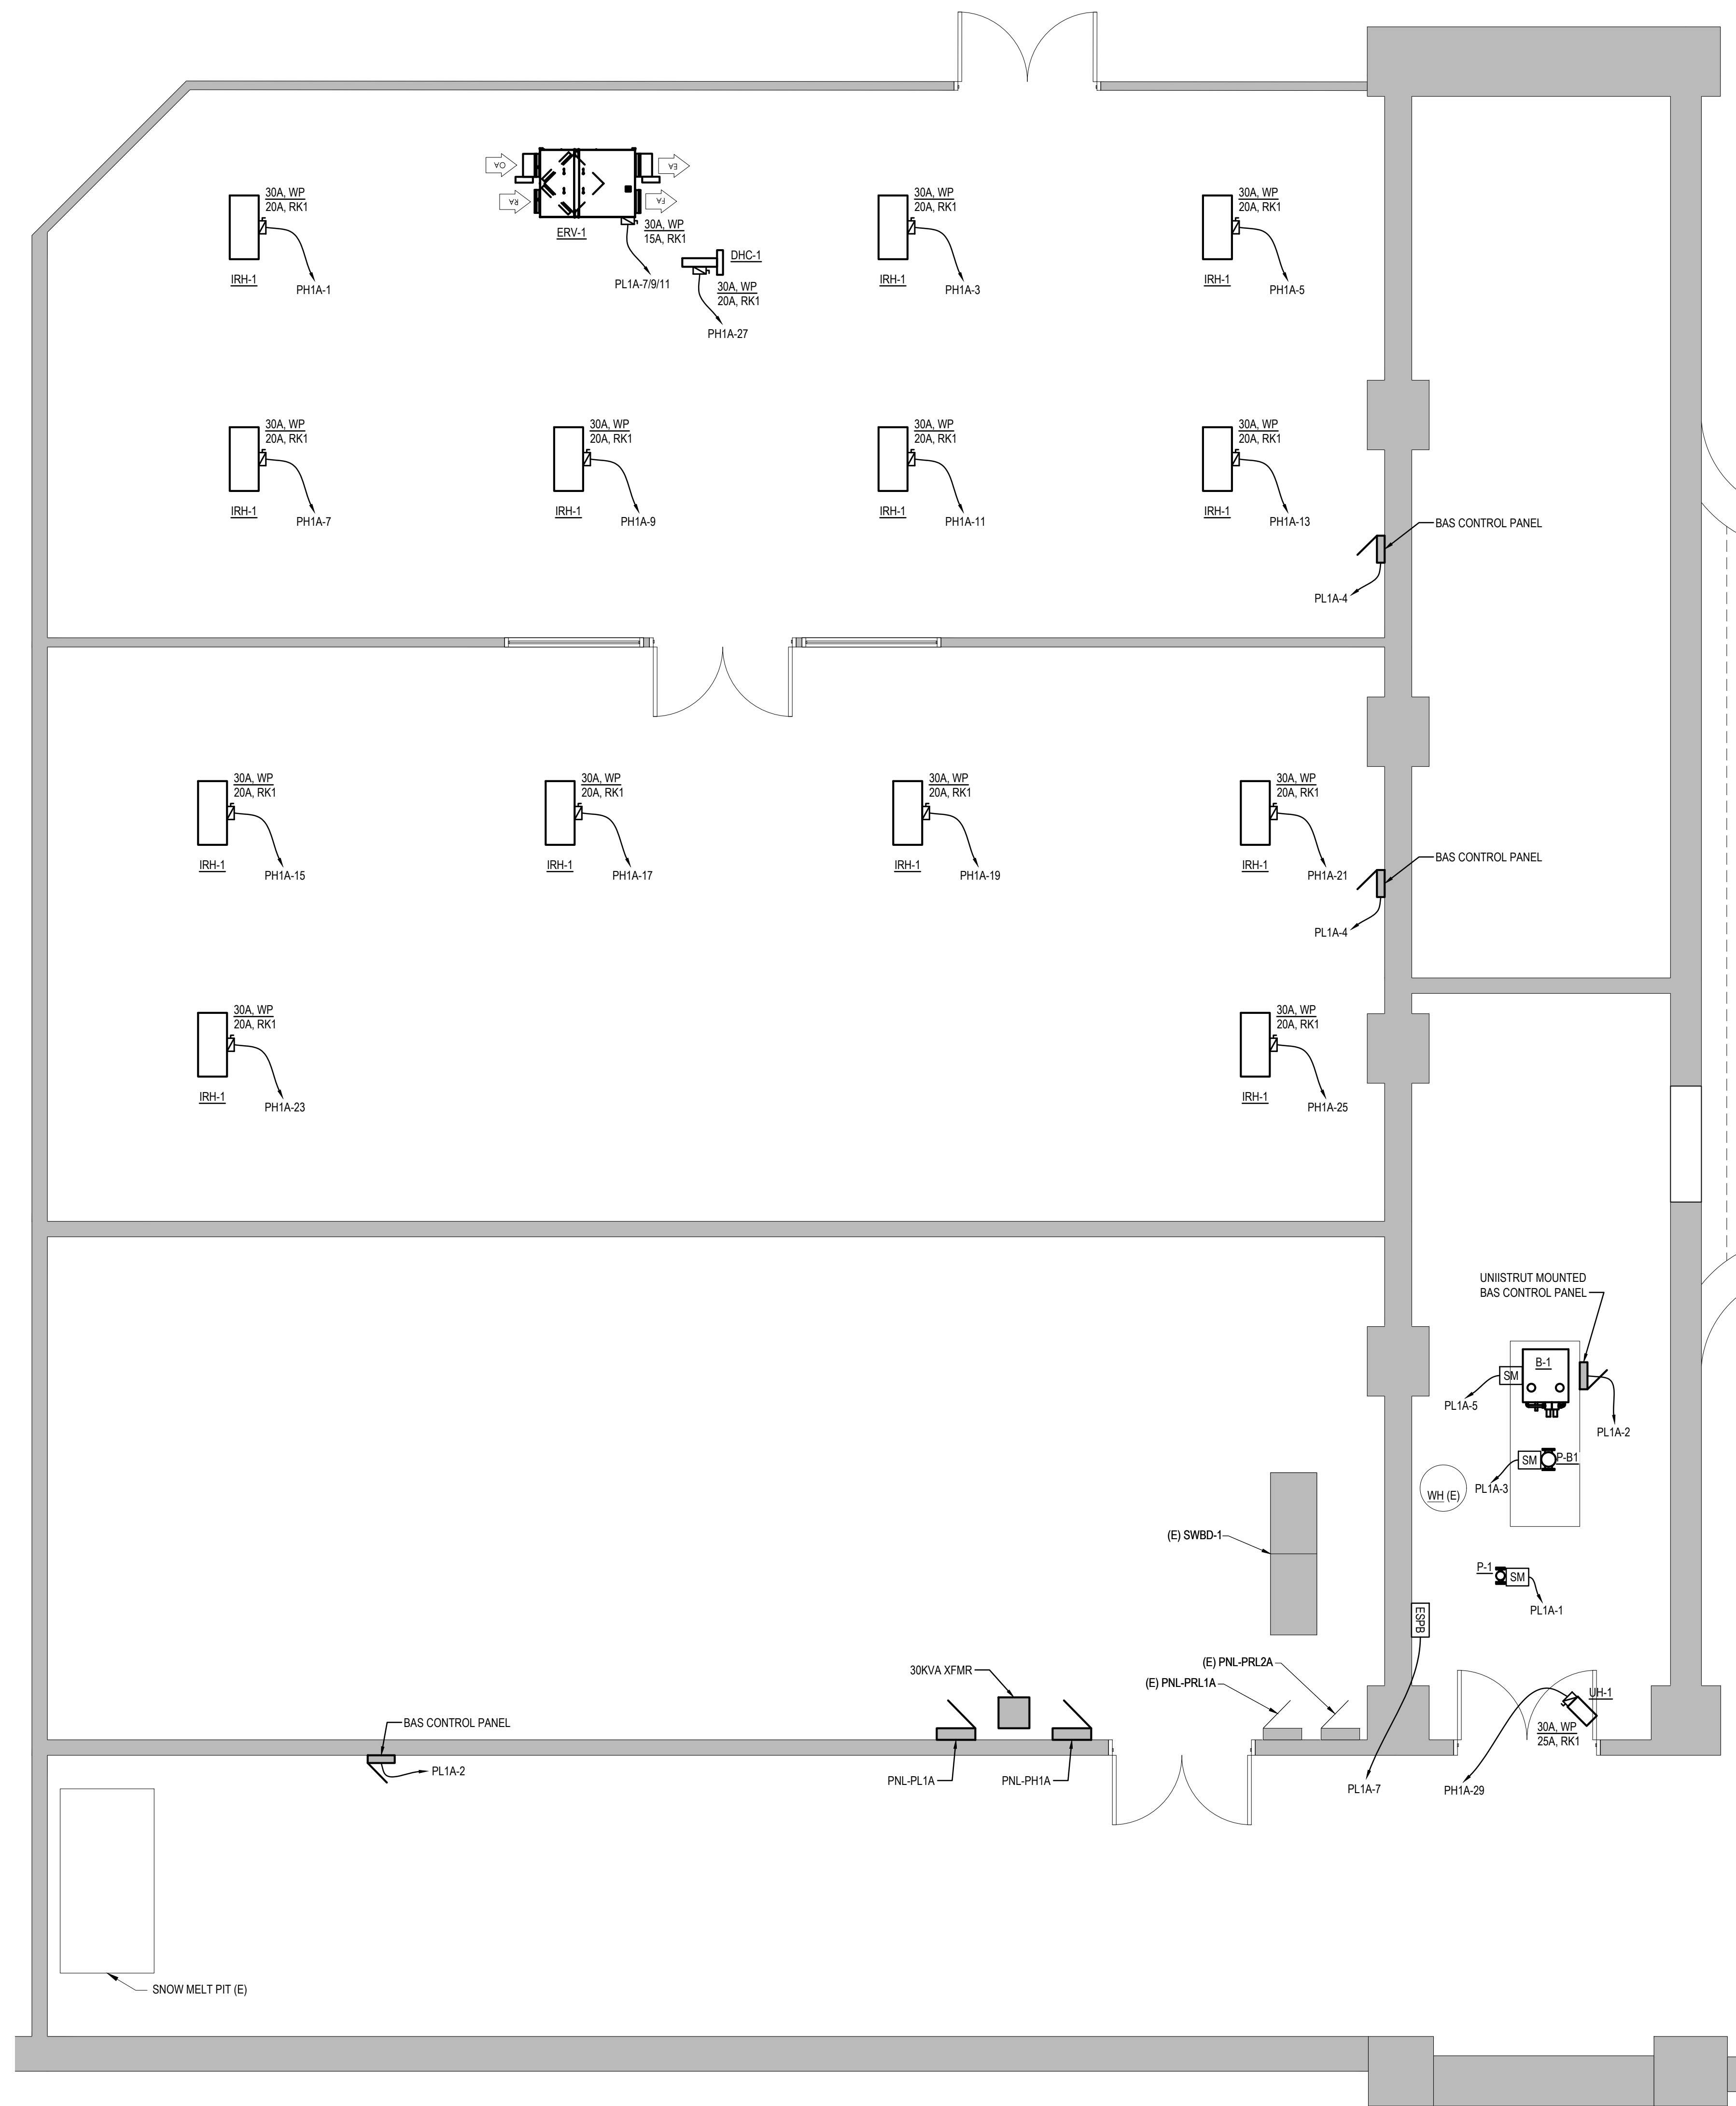 OA
EA
RA
FA
30A, WP
20A, RK1
IRH-1
PH1A-1
ERV-1
30A, WP
15A, RK1
PL1A-7/9/11
DHC-1
30A, WP
20A, RK1
PH1A-27
30A, WP
20A, RK1
IRH-1
PH1A-3
30A, WP
20A, RK1
IRH-1
PH1A-5
30A, WP
20A, RK1
IRH-1
PH1A-7
30A, WP
20A, RK1
IRH-1
PH1A-9
30A, WP
20A, RK1
IRH-1
PH1A-11
30A, WP
20A, RK1
IRH-1
PH1A-13
BAS CONTROL PANEL
PL1A-4
30A, WP
20A, RK1
IRH-1
PH1A-15
30A, WP
20A, RK1
IRH-1
PH1A-17
30A, WP
20A, RK1
IRH-1
PH1A-19
30A, WP
20A, RK1
IRH-1
PH1A-21
BAS CONTROL PANEL
PL1A-4
30A, WP
20A, RK1
IRH-1
PH1A-23
30A, WP
20A, RK1
IRH-1
PH1A-25
UNIISTRUT MOUNTED
BAS CONTROL PANEL
B-1
SM
PL1A-5
PL1A-2
SM
P-B1
PL1A-3
WH (E)
(E) SWBD-1
P-1
SM
PL1A-1
ESPB
30KVA XFMR
(E) PNL-PRL2A
(E) PNL-PRL1A
UH-1
30A, WP
25A, RK1
BAS CONTROL PANEL
PL1A-2
PNL-PL1A
PNL-PH1A
PL1A-7
PH1A-29
SNOW MELT PIT (E)